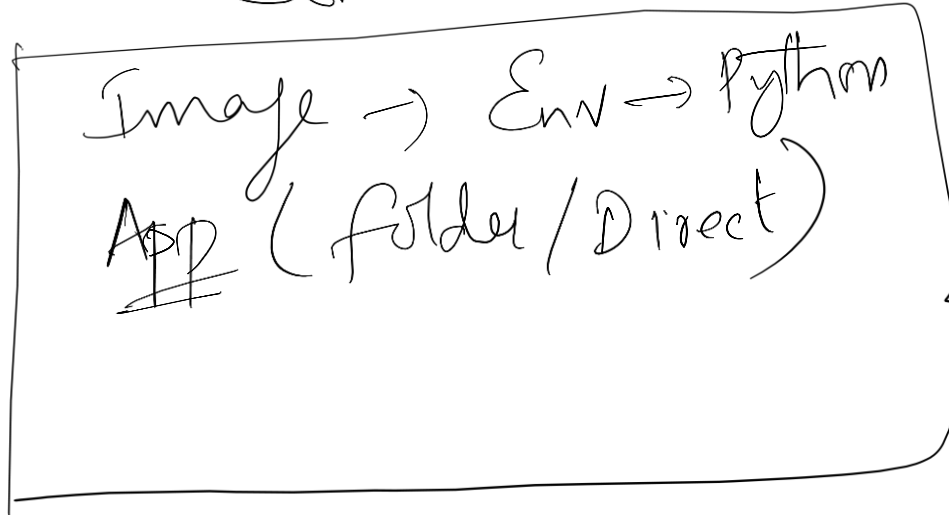 Image → Env → Python
App (folder/Direct)